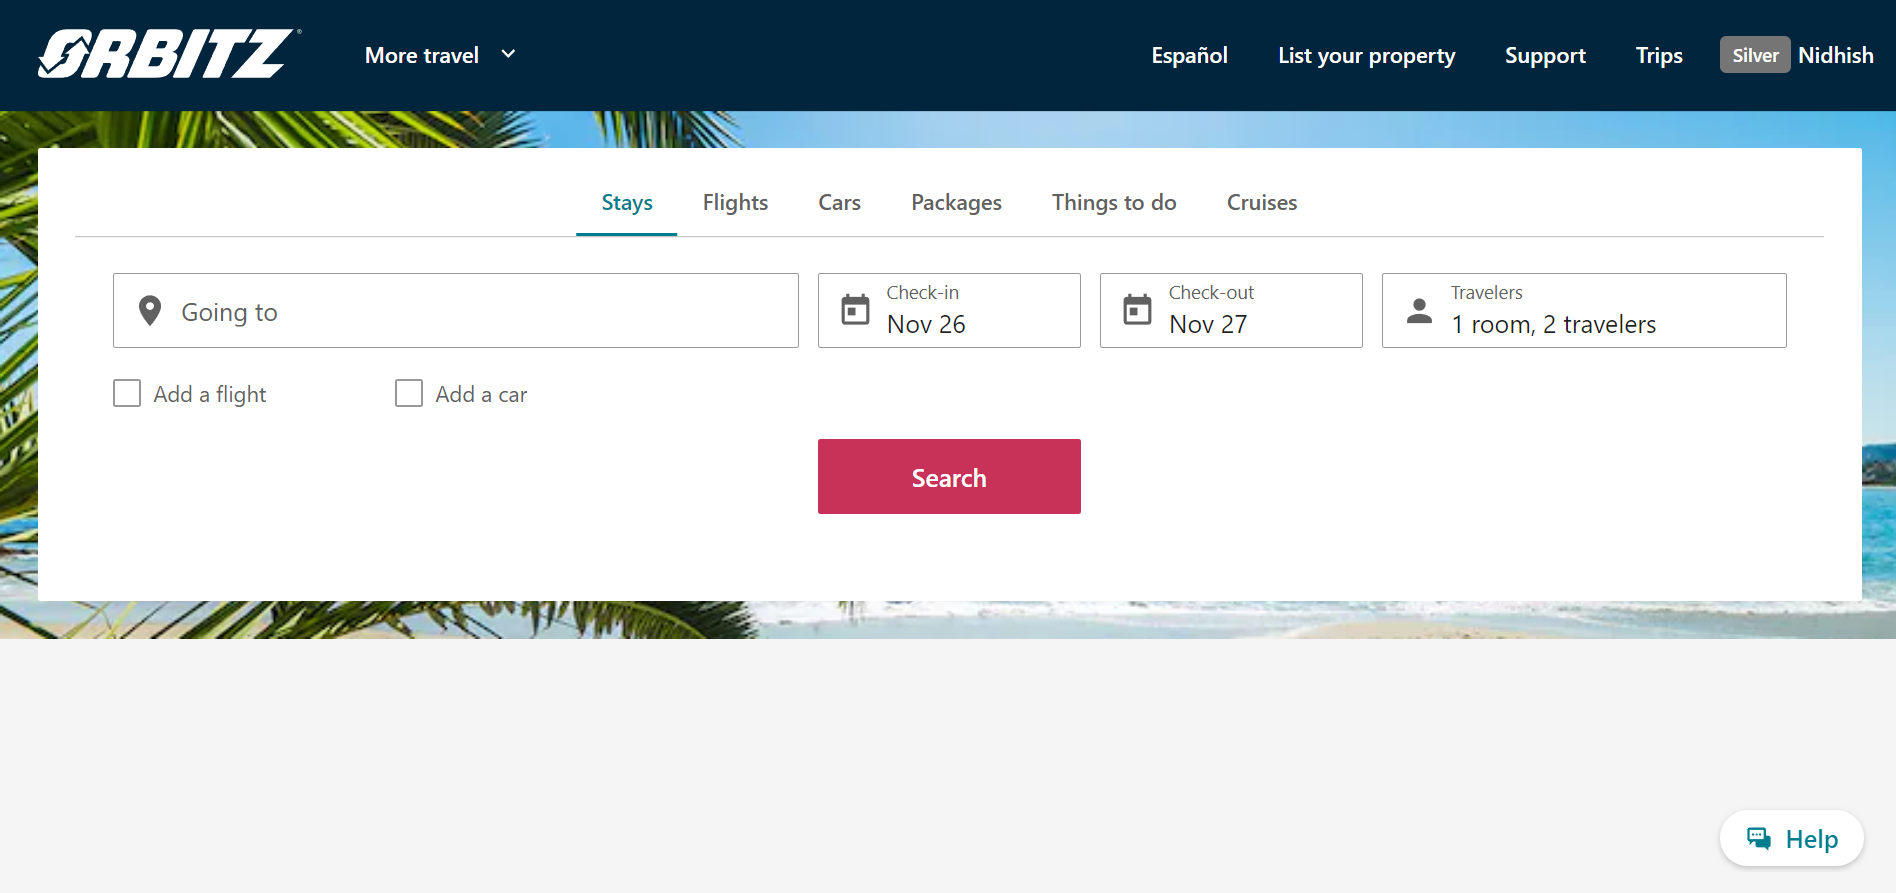 ORBITZ®
More travel
Español
List your property
Support
Trips
Silver
Nidhish
Stays
Flights
Cars
Packages
Things to do
Cruises
Going to
Check-in
Nov 26
Check-out
Nov 27
Travelers
1 room, 2 travelers
Add a flight
Add a car
Search
Help